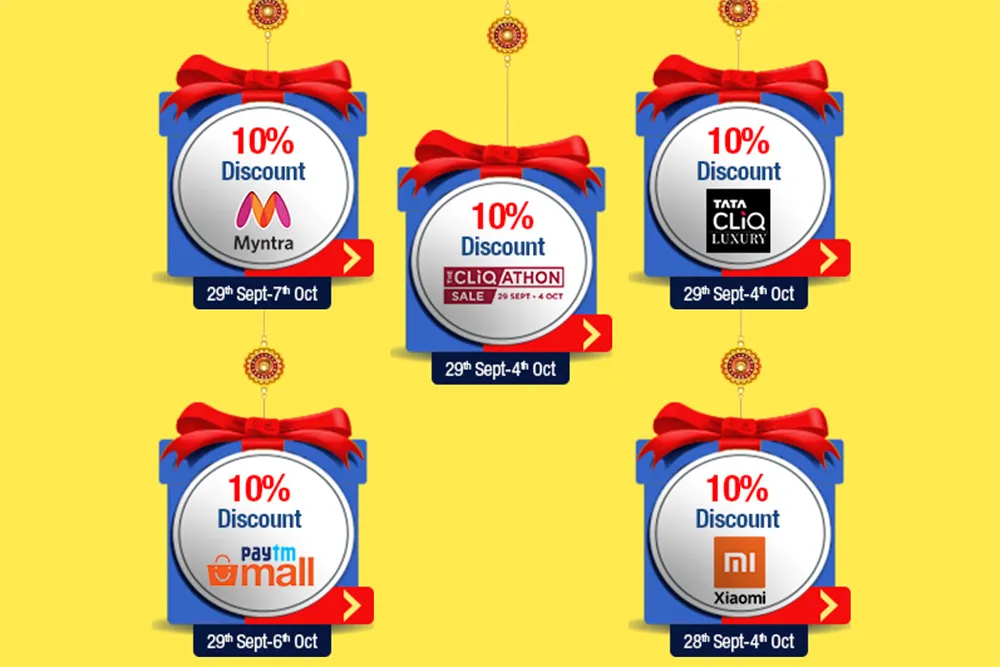 10%
Discount
Myntra
29th Sept-7th Oct
10%
Discount
THE CLiQATHON
SALE 29 SEPT - 4 OCT
29th Sept-4th Oct
10%
Discount
TATA
CLiQ
LUXURY
29th Sept-4th Oct
10%
Discount
paytm
mall
29th Sept-6th Oct
10%
Discount
mi
Xiaomi
28th Sept-4th Oct